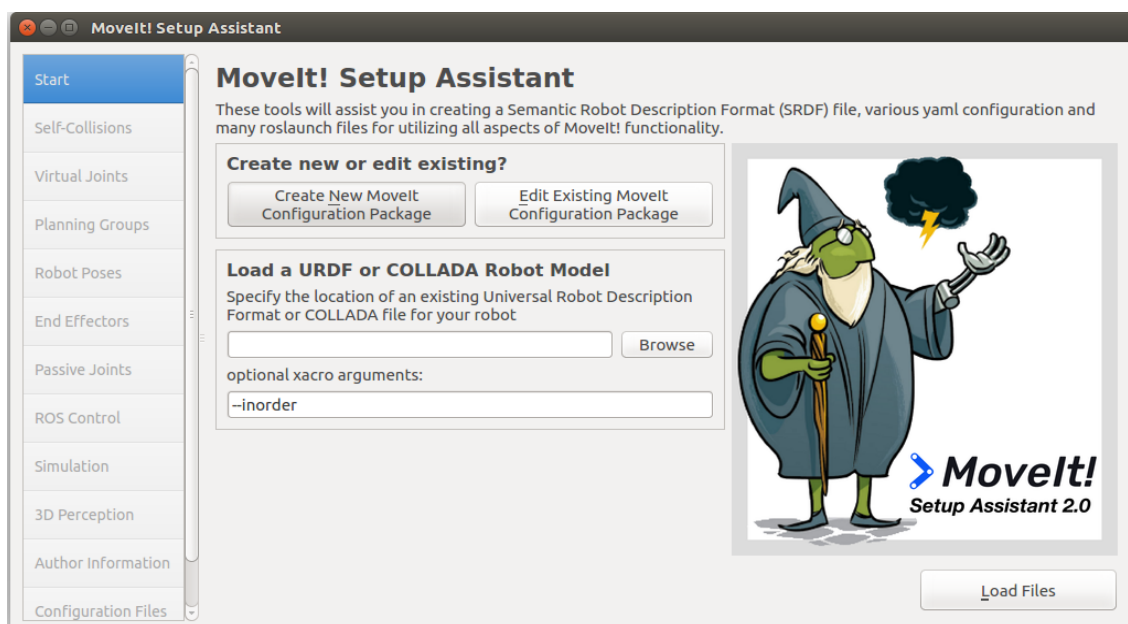 MoveIt! Setup Assistant
Start
Self-Collisions
Virtual Joints
Planning Groups
Robot Poses
End Effectors
Passive Joints
ROS Control
Simulation
3D Perception
Author Information
Configuration Files
MoveIt! Setup Assistant
These tools will assist you in creating a Semantic Robot Description Format (SRDF) file, various yaml configuration and
many roslaunch files for utilizing all aspects of MoveIt! functionality.
Create new or edit existing?
Create New MoveIt
Configuration Package
Edit Existing MoveIt
Configuration Package
Load a URDF or COLLADA Robot Model
Specify the location of an existing Universal Robot Description
Format or COLLADA file for your robot
Browse
optional xacro arguments:
--inorder
MoveIt!
Setup Assistant 2.0
Load Files